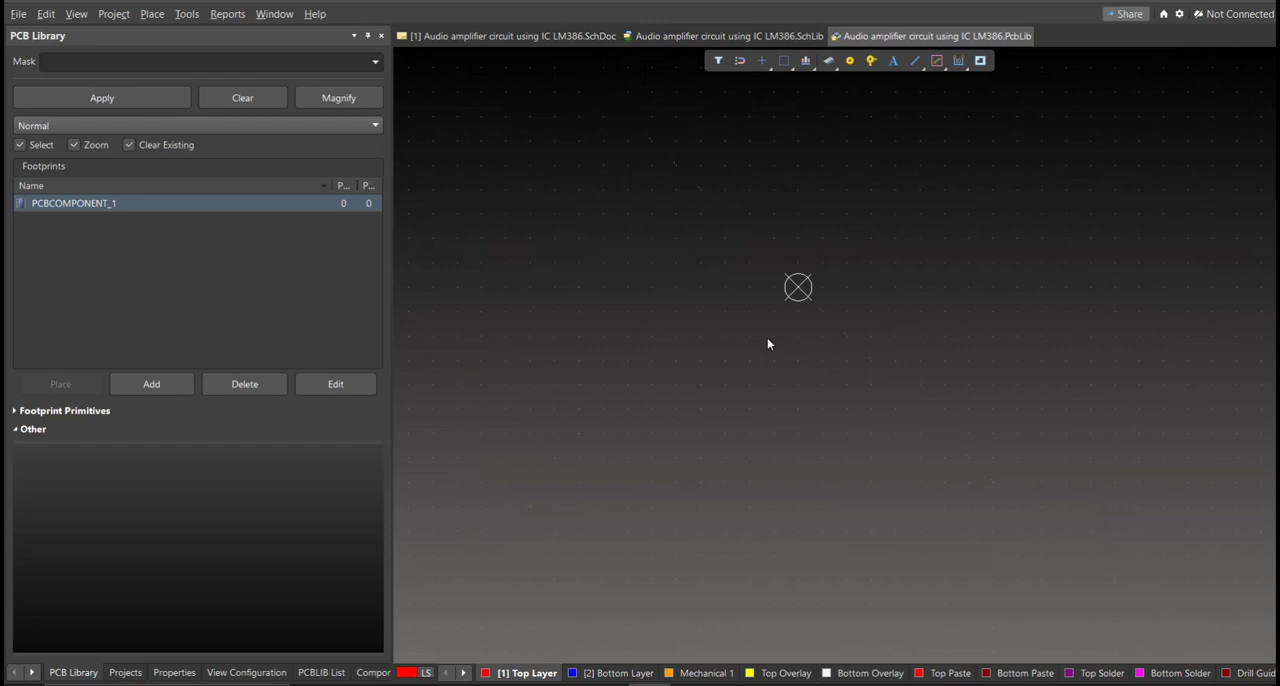 File Edit View Project Place Tools Reports Window Help Share Not Connected
PCB Library [1] Audio amplifier circuit using IC LM386.SchDoc Audio amplifier circuit using IC LM386.SchLib Audio amplifier circuit using IC LM386.PcbLib
Mask
Apply Clear Magnify
Normal
Select Zoom Clear Existing
Footprints
Name P... P...
PCBCOMPONENT_1 0 0
Place Add Delete Edit
Footprint Primitives
Other
PCB Library Projects Properties View Configuration PCBLIB List Compor LS [1] Top Layer [2] Bottom Layer Mechanical 1 Top Overlay Bottom Overlay Top Paste Bottom Paste Top Solder Bottom Solder Drill Guid